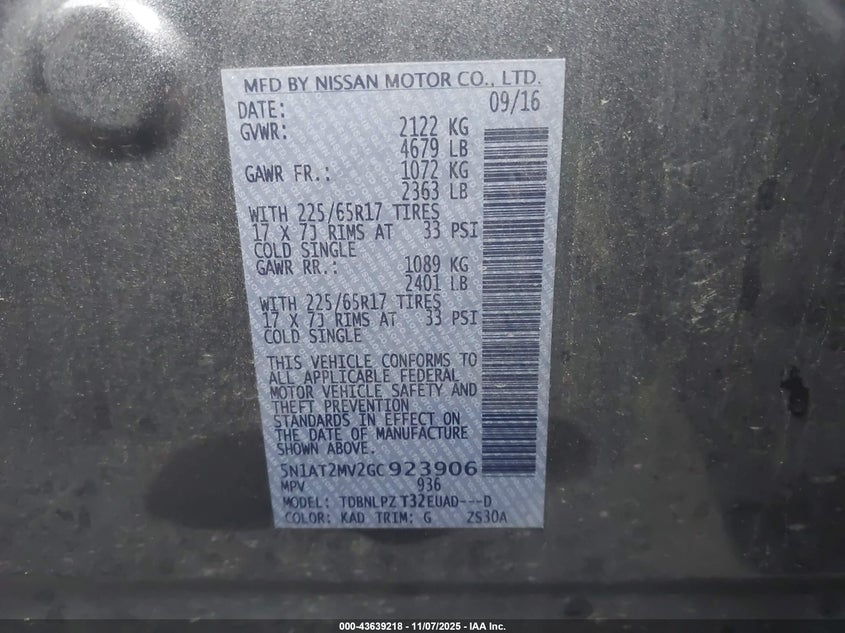 MFD BY NISSAN MOTOR CO., LTD.
DATE: 09/16
GVWR: 2122 KG
4679 LB
GAWR FR.: 1072 KG
2363 LB
WITH 225/65R17 TIRES
17 X 7J RIMS AT 33 PSI
COLD SINGLE
GAWR RR.: 1089 KG
2401 LB
WITH 225/65R17 TIRES
17 X 7J RIMS AT 33 PSI
COLD SINGLE
THIS VEHICLE CONFORMS TO
ALL APPLICABLE FEDERAL
MOTOR VEHICLE SAFETY AND
THEFT PREVENTION
STANDARDS IN EFFECT ON
THE DATE OF MANUFACTURE
SHOWN ABOVE.
5N1AT2MV2GC923906
MPV 936
MODEL: TDBNLPZ T32EUAD---D
COLOR: KAD TRIM: G ZS30A
000-43639218 - 11/07/2025 - IAA Inc.